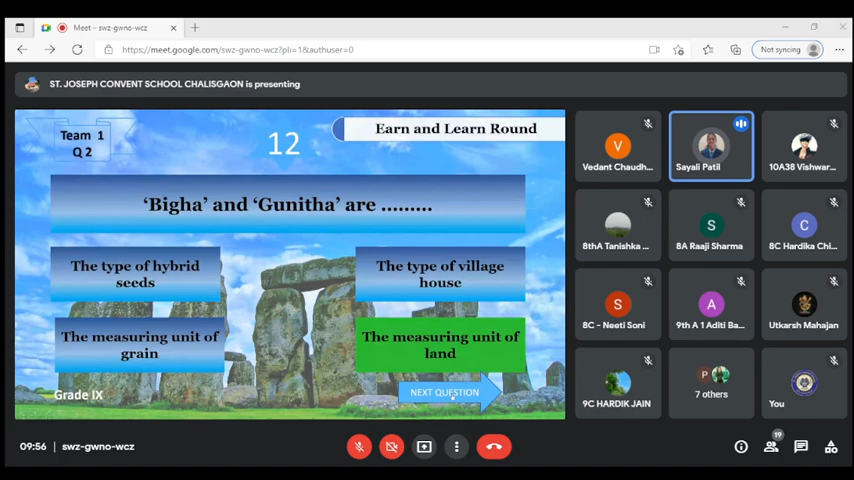 Meet – swz-gwno-wcz
https://meet.google.com/swz-gwno-wcz?pli=1&authuser=0
Not syncing
ST. JOSEPH CONVENT SCHOOL CHALISGAON is presenting
Team 1
Q 2
12
Earn and Learn Round
‘Bigha’ and ‘Gunitha’ are .........
The type of hybrid
seeds
The type of village
house
The measuring unit of
grain
The measuring unit of
land
NEXT QUESTION
Grade IX
V
Vedant Chaudh...
Sayali Patil
10A38 Vishwar...
8thA Tanishka ...
S
8A Raaji Sharma
C
8C Hardika Chi...
S
8C - Neeti Soni
A
9th A 1 Aditi Ba...
Utkarsh Mahajan
9C HARDIK JAIN
P
7 others
You
09:56 | swz-gwno-wcz
19